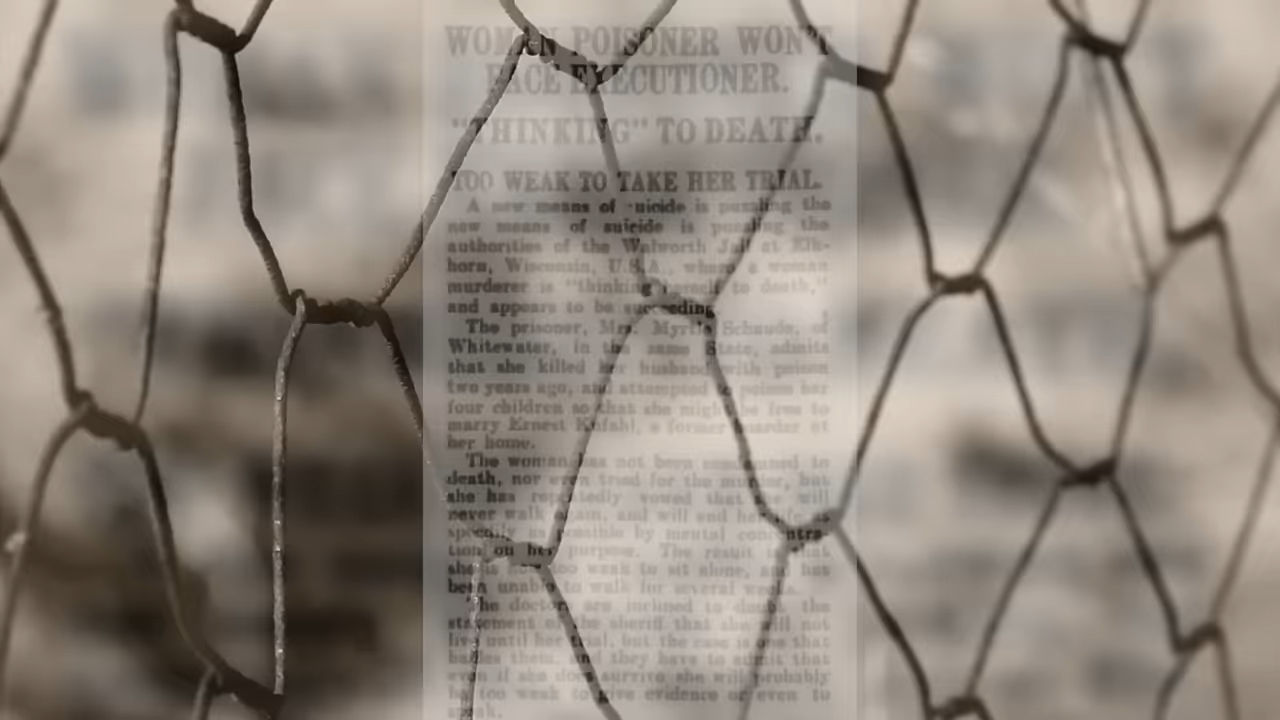 WOMAN POISONER WON'T
FACE EXECUTIONER.
"THINKING" TO DEATH.
TOO WEAK TO TAKE HER TRIAL.
A new means of suicide is puzzling the
new means of suicide is puzzling the
authorities of the Walworth Jail at Elk-
horn, Wisconsin, U.S.A., where a woman
murderer is "thinking herself to death,"
and appears to be succeeding.
The prisoner, Mrs. Myrtle Schaude, of
Whitewater, in the same State, admits
that she killed her husband with poison
two years ago, and attempted to poison her
four children so that she might be free to
marry Ernest Kufahl, a former boarder at
her home.
The woman has not been condemned to
death, nor even tried for the murder, but
she has repeatedly vowed that she will
never walk again, and will end her life as
speedily as possible by mental concentra-
tion on her purpose. The result is that
she is now too weak to sit alone, and has
been unable to walk for several weeks.
The doctors are inclined to doubt the
statement of the sheriff that she will not
live until her trial, but the case is one that
baffles them, and they have to admit that
even if she does survive she will probably
be too weak to give evidence or even to
speak.